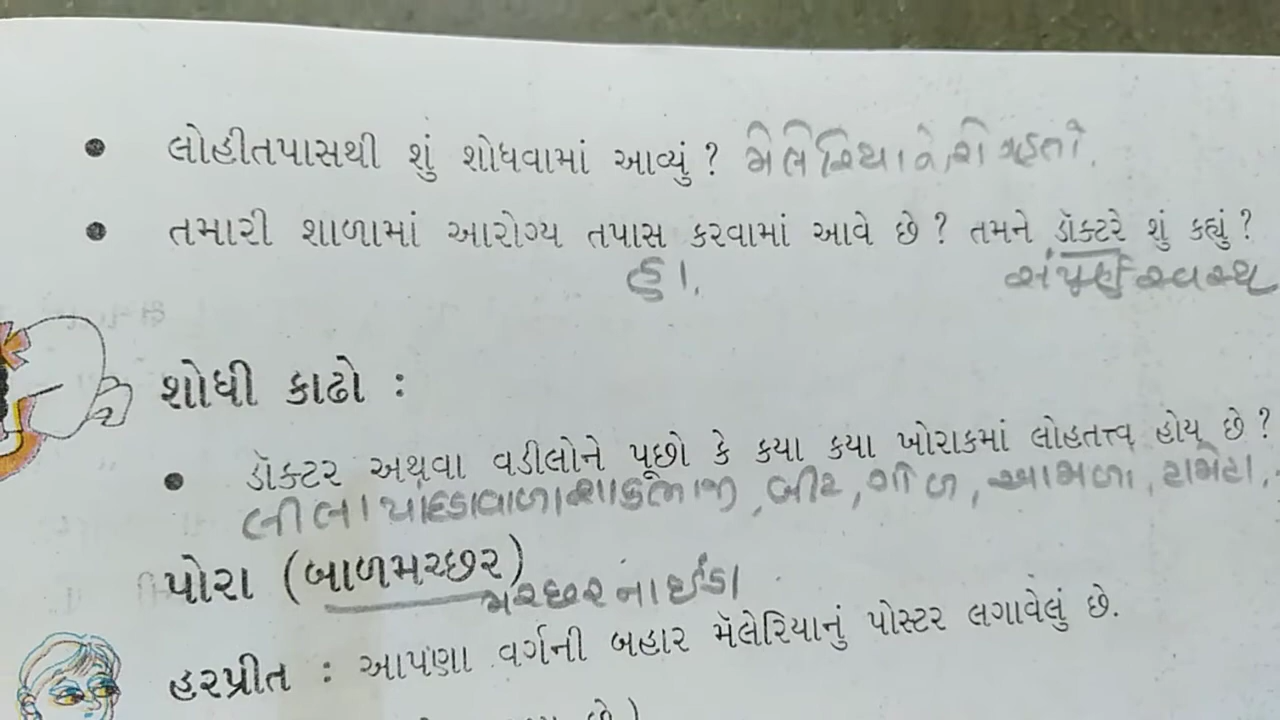 • લોહીતપાસથી શું શોધવામાં આવ્યું ? મેલેરિયાને રોગ હતો.
• તમારી શાળામાં આરોગ્ય તપાસ કરવામાં આવે છે ? તમને ડૉક્ટરે શું કહ્યું ?
હા. સંપૂર્ણ સ્વસ્થ
શોધી કાઢો :
• ડૉક્ટર અથવા વડીલોને પૂછો કે કયા કયા ખોરાકમાં લોહતત્ત્વ હોય છે ?
લીલા પાંદડાવાળા શાકભાજી, બીટ, ગોળ, આમળા, ટામેટા,
પોરા (બાળમચ્છર) મચ્છરના ઈંડા
હરપ્રીત : આપણા વર્ગની બહાર મૅલેરિયાનું પોસ્ટર લગાવેલું છે.